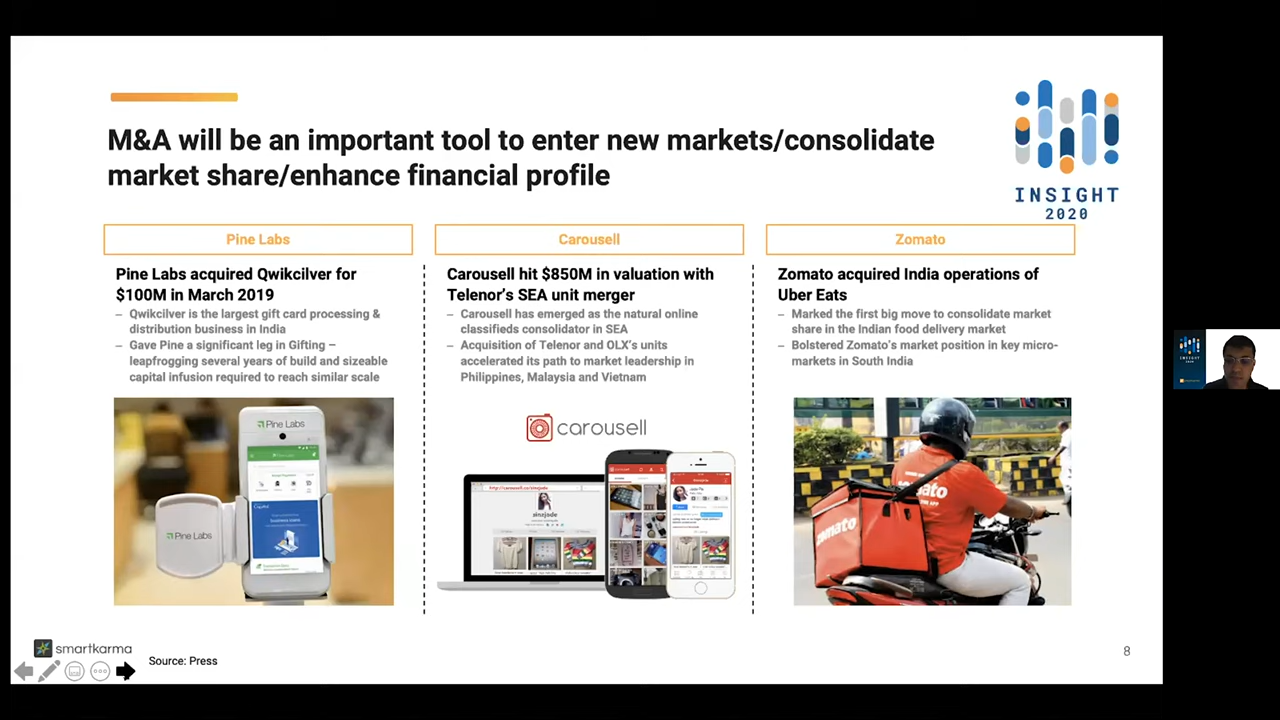 M&A will be an important tool to enter new markets/consolidate
market share/enhance financial profile
INSIGHT
2020
Pine Labs
Pine Labs acquired Qwikcilver for
$100M in March 2019
– Qwikcilver is the largest gift card processing &
distribution business in India
– Gave Pine a significant leg in Gifting –
leapfrogging several years of build and sizeable
capital infusion required to reach similar scale
Pine Labs
Pine Labs
Carousell
Carousell hit $850M in valuation with
Telenor's SEA unit merger
– Carousell has emerged as the natural online
classifieds consolidator in SEA
– Acquisition of Telenor and OLX's units
accelerated its path to market leadership in
Philippines, Malaysia and Vietnam
carousell
Zomato
Zomato acquired India operations of
Uber Eats
– Marked the first big move to consolidate market
share in the Indian food delivery market
– Bolstered Zomato's market position in key micro-
markets in South India
zomato
smartkarma
Source: Press
8
INSIGHT
2020